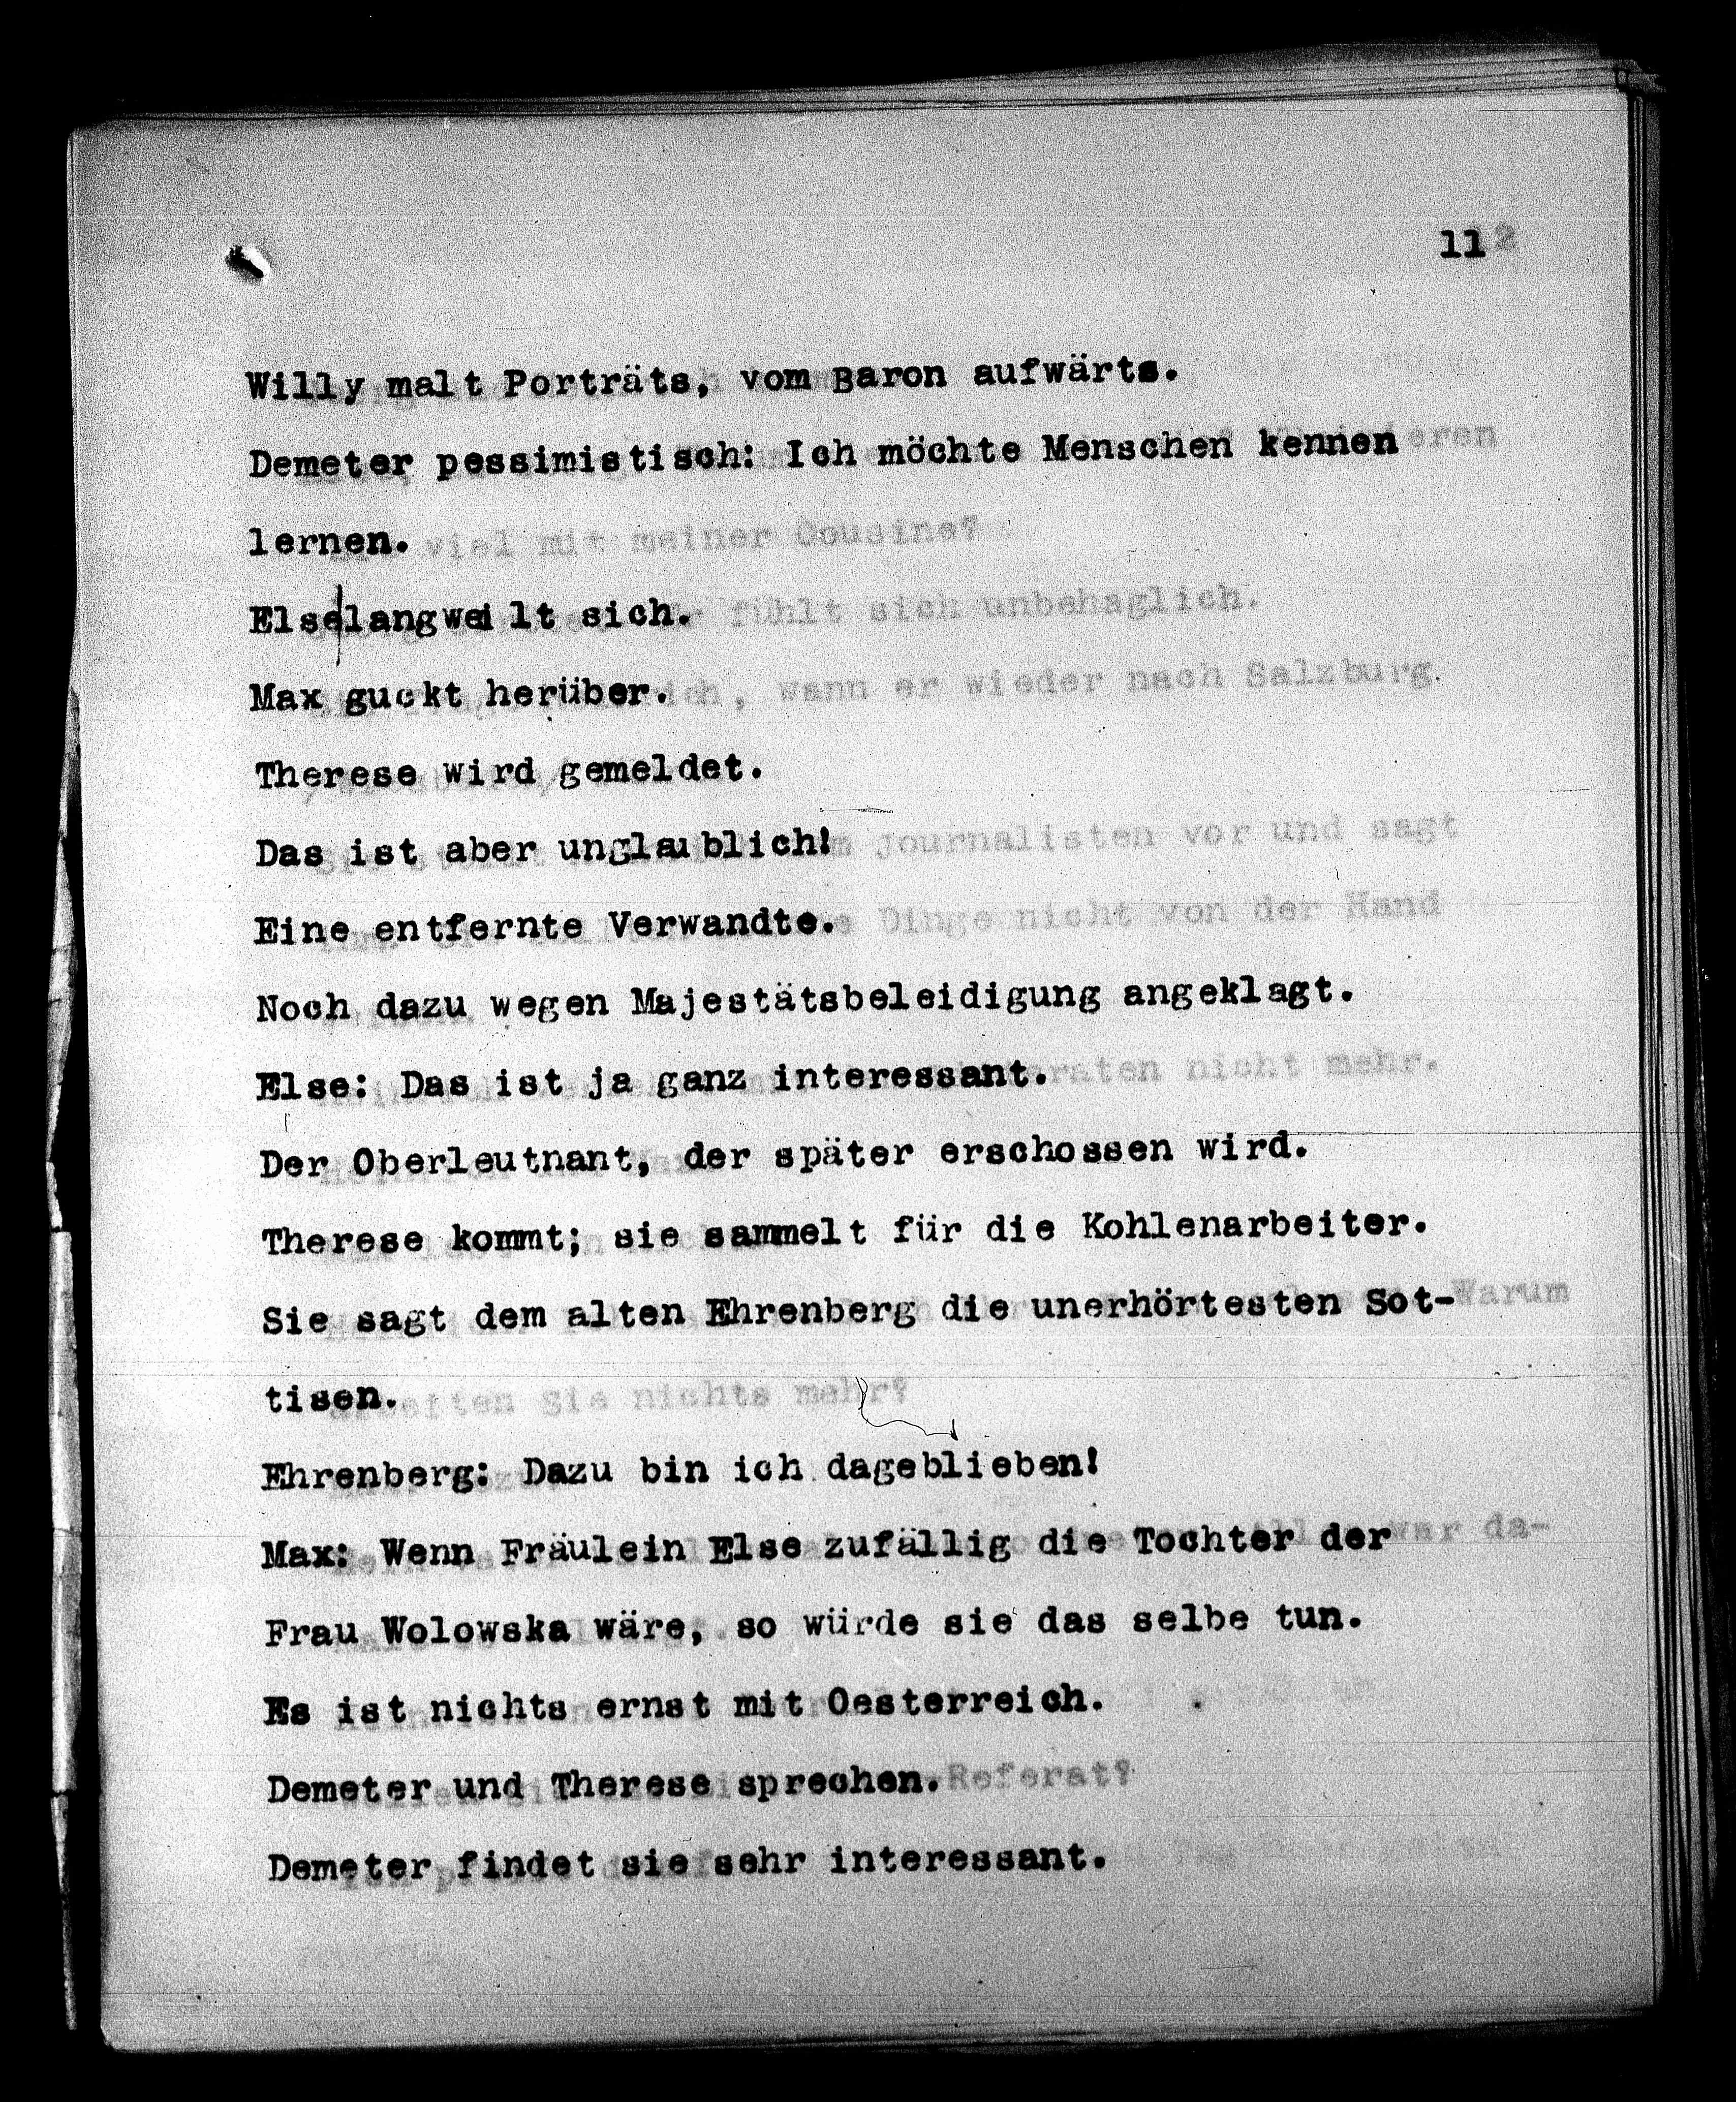 11
Willy malt Porträts, vom Baron aufwärts.
Demeter pessimistisch: Ich möchte Menschen kennen
lernen.
Else|langweilt sich.
Max guckt herüber.
Therese wird gemeldet.
Das ist aber unglaublich!
Eine entfernte Verwandte.
Noch dazu wegen Majestätsbeleidigung angeklagt.
Else: Das ist ja ganz interessant.
Der Oberleutnant, der später erschossen wird.
Therese kommt; sie sammelt für die Kohlenarbeiter.
Sie sagt dem alten Ehrenberg die unerhörtesten Sot-
tisen.
Ehrenberg: Dazu bin ich dageblieben!
Max: Wenn Fräulein Else zufällig die Tochter der
Frau Wolowska wäre, so würde sie das selbe tun.
Es ist nichts ernst mit Oesterreich.
Demeter und Therese sprechen.
Demeter findet sie sehr interessant.